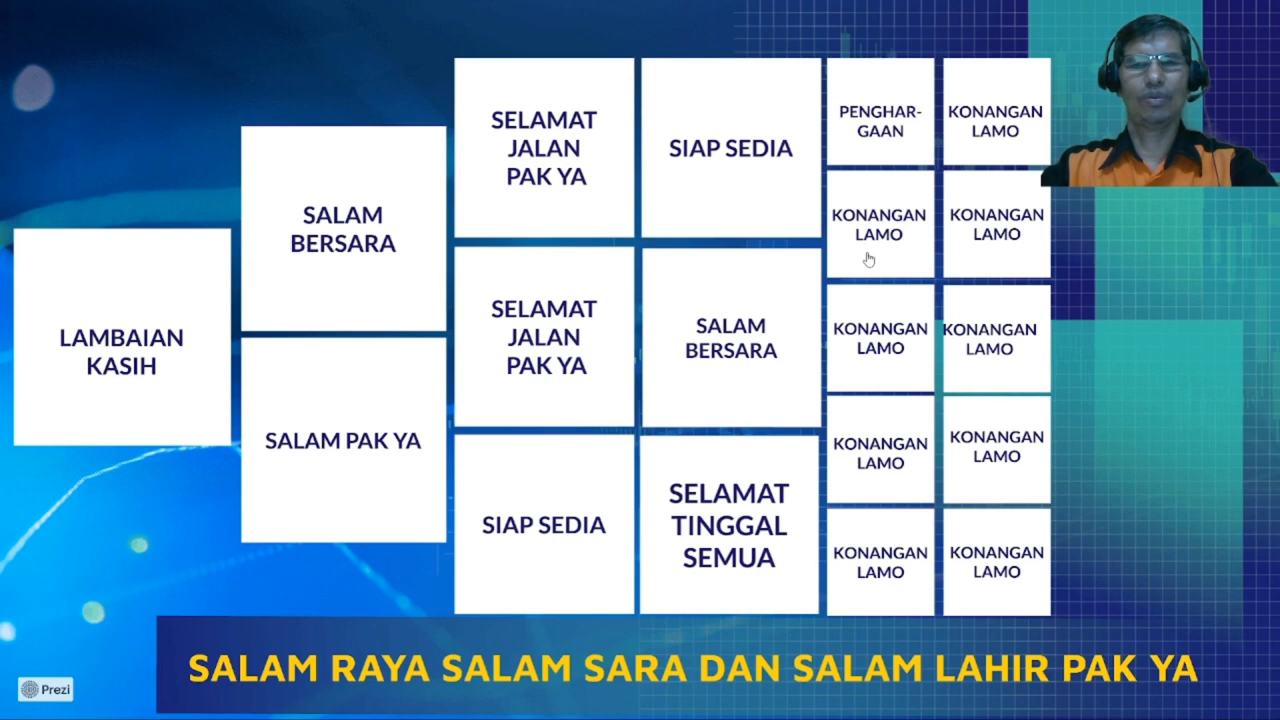 LAMBAIAN
KASIH
SALAM
BERSARA
SALAM PAK YA
SELAMAT
JALAN
PAK YA
SELAMAT
JALAN
PAK YA
SIAP SEDIA
SIAP SEDIA
SALAM
BERSARA
SELAMAT
TINGGAL
SEMUA
PENGHAR-
GAAN
KONANGAN
LAMO
KONANGAN
LAMO
KONANGAN
LAMO
KONANGAN
LAMO
KONANGAN
LAMO
KONANGAN
LAMO
KONANGAN
LAMO
KONANGAN
LAMO
KONANGAN
LAMO
SALAM RAYA SALAM SARA DAN SALAM LAHIR PAK YA
Prezi